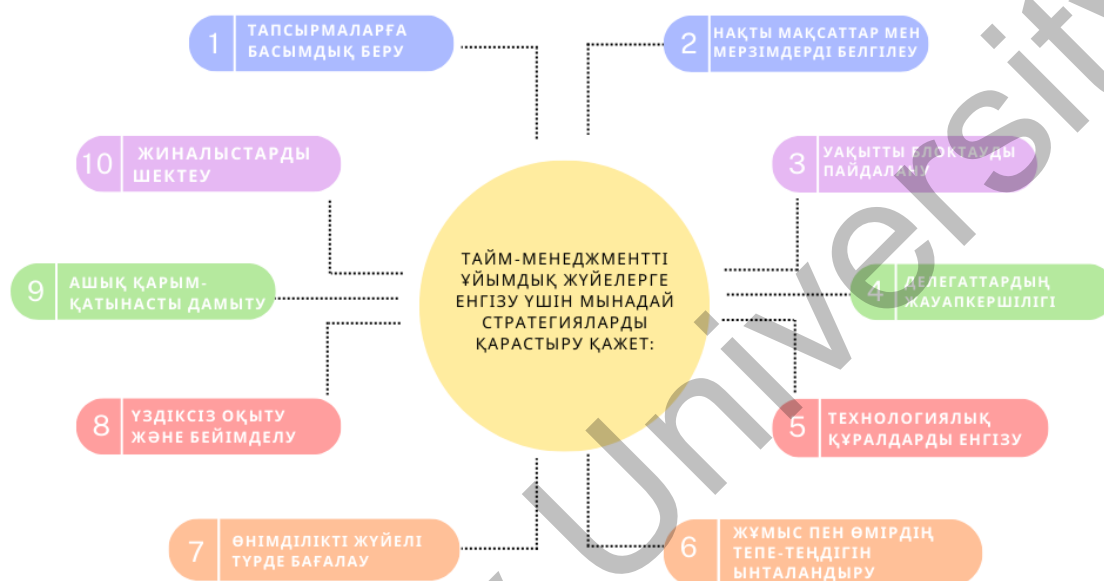 1
ТАПСЫРМАЛАРҒА
БАСЫМДЫҚ БЕРУ
2
НАҚТЫ МАҚСАТТАР МЕН
МЕРЗІМДЕРДІ БЕЛГІЛЕУ
10
ЖИНАЛЫСТАРДЫ
ШЕКТЕУ
3
УАҚЫТТЫ БЛОКТАУДЫ
ПАЙДАЛАНУ
ТАЙМ-МЕНЕДЖМЕНТТІ
ҰЙЫМДЫҚ ЖҮЙЕЛЕРГЕ
ЕНГІЗУ ҮШІН МЫНАДАЙ
СТРАТЕГИЯЛАРДЫ
ҚАРАСТЫРУ ҚАЖЕТ:
9
АШЫҚ ҚАРЫМ-
ҚАТЫНАСТЫ ДАМЫТУ
4
ДЕЛЕГАТТАРДЫҢ
ЖАУАПКЕРШІЛІГІ
8
ҮЗДІКСІЗ ОҚЫТУ
ЖӘНЕ БЕЙІМДЕЛУ
5
ТЕХНОЛОГИЯЛЫҚ
ҚҰРАЛДАРДЫ ЕНГІЗУ
7
ӨНІМДІЛІКТІ ЖҮЙЕЛІ
ТҮРДЕ БАҒАЛАУ
6
ЖҰМЫС ПЕН ӨМІРДІҢ
ТЕПЕ-ТЕҢДІГІН
ЫНТАЛАНДЫРУ
University